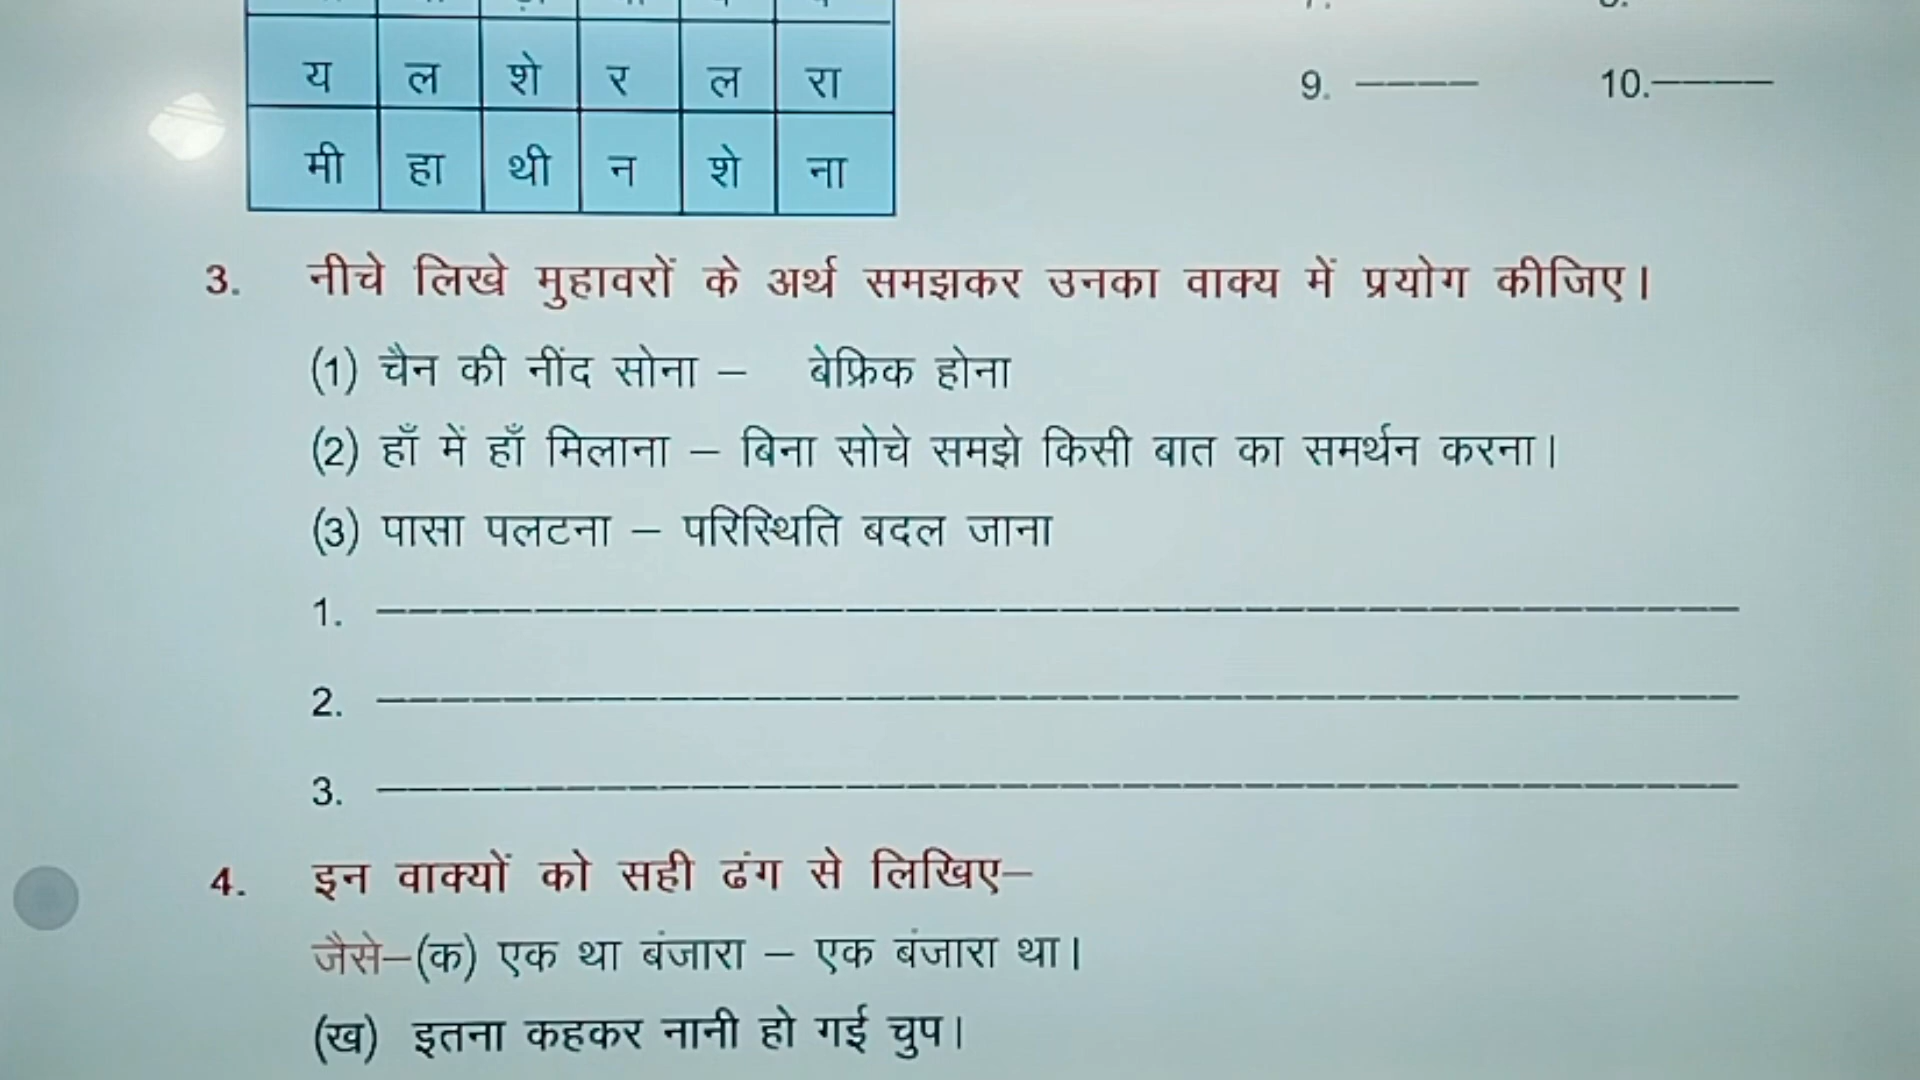 य ल शे र ल रा
9. ———— 10.————
मी हा थी न शे ना
3. नीचे लिखे मुहावरों के अर्थ समझकर उनका वाक्य में प्रयोग कीजिए।
(1) चैन की नींद सोना – बेफ्रिक होना
(2) हाँ में हाँ मिलाना – बिना सोचे समझे किसी बात का समर्थन करना।
(3) पासा पलटना – परिस्थिति बदल जाना
1.
2.
3.
4. इन वाक्यों को सही ढंग से लिखिए–
जैसे–(क) एक था बंजारा – एक बंजारा था।
(ख) इतना कहकर नानी हो गई चुप।